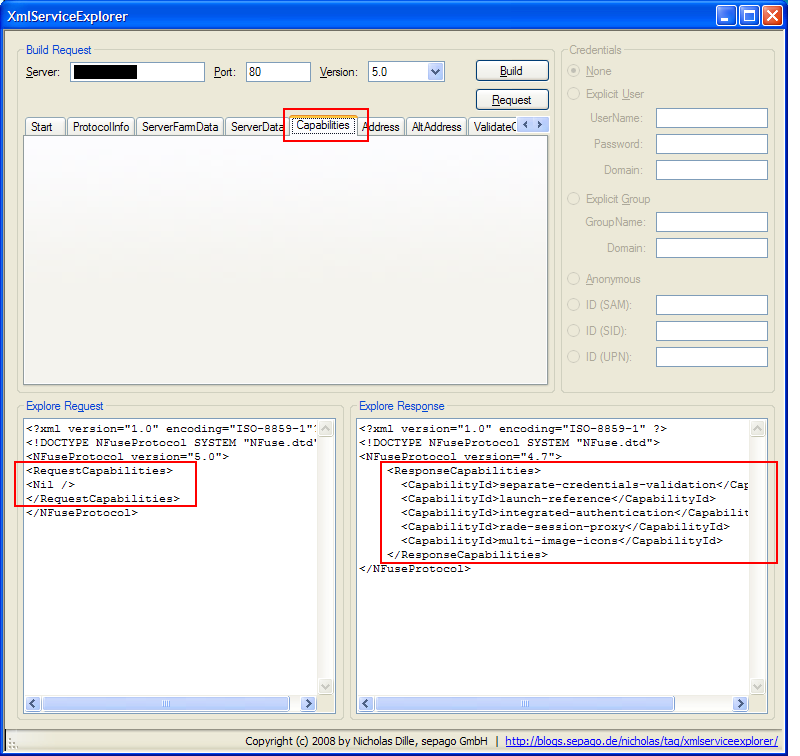 XmlServiceExplorer
Build Request
Server: Port: 80 Version: 5.0 Build
Request
Start ProtocolInfo ServerFarmData ServerData Capabilities Address AltAddress ValidateC
Credentials
None
Explicit User
UserName:
Password:
Domain:
Explicit Group
GroupName:
Domain:
Anonymous
ID (SAM):
ID (SID):
ID (UPN):
Explore Request
<?xml version="1.0" encoding="ISO-8859-1"?
<!DOCTYPE NFuseProtocol SYSTEM "NFuse.dtd"
<NFuseProtocol version="5.0">
<RequestCapabilities>
<Nil />
</RequestCapabilities>
</NFuseProtocol>
Explore Response
<?xml version="1.0" encoding="ISO-8859-1" ?>
<!DOCTYPE NFuseProtocol SYSTEM "NFuse.dtd">
<NFuseProtocol version="4.7">
<ResponseCapabilities>
<CapabilityId>separate-credentials-validation</Cap
<CapabilityId>launch-reference</CapabilityId>
<CapabilityId>integrated-authentication</Capabilit
<CapabilityId>rade-session-proxy</CapabilityId>
<CapabilityId>multi-image-icons</CapabilityId>
</ResponseCapabilities>
</NFuseProtocol>
Copyright (c) 2008 by Nicholas Dille, sepago GmbH | http://blogs.sepago.de/nicholas/tag/xmlserviceexplorer/